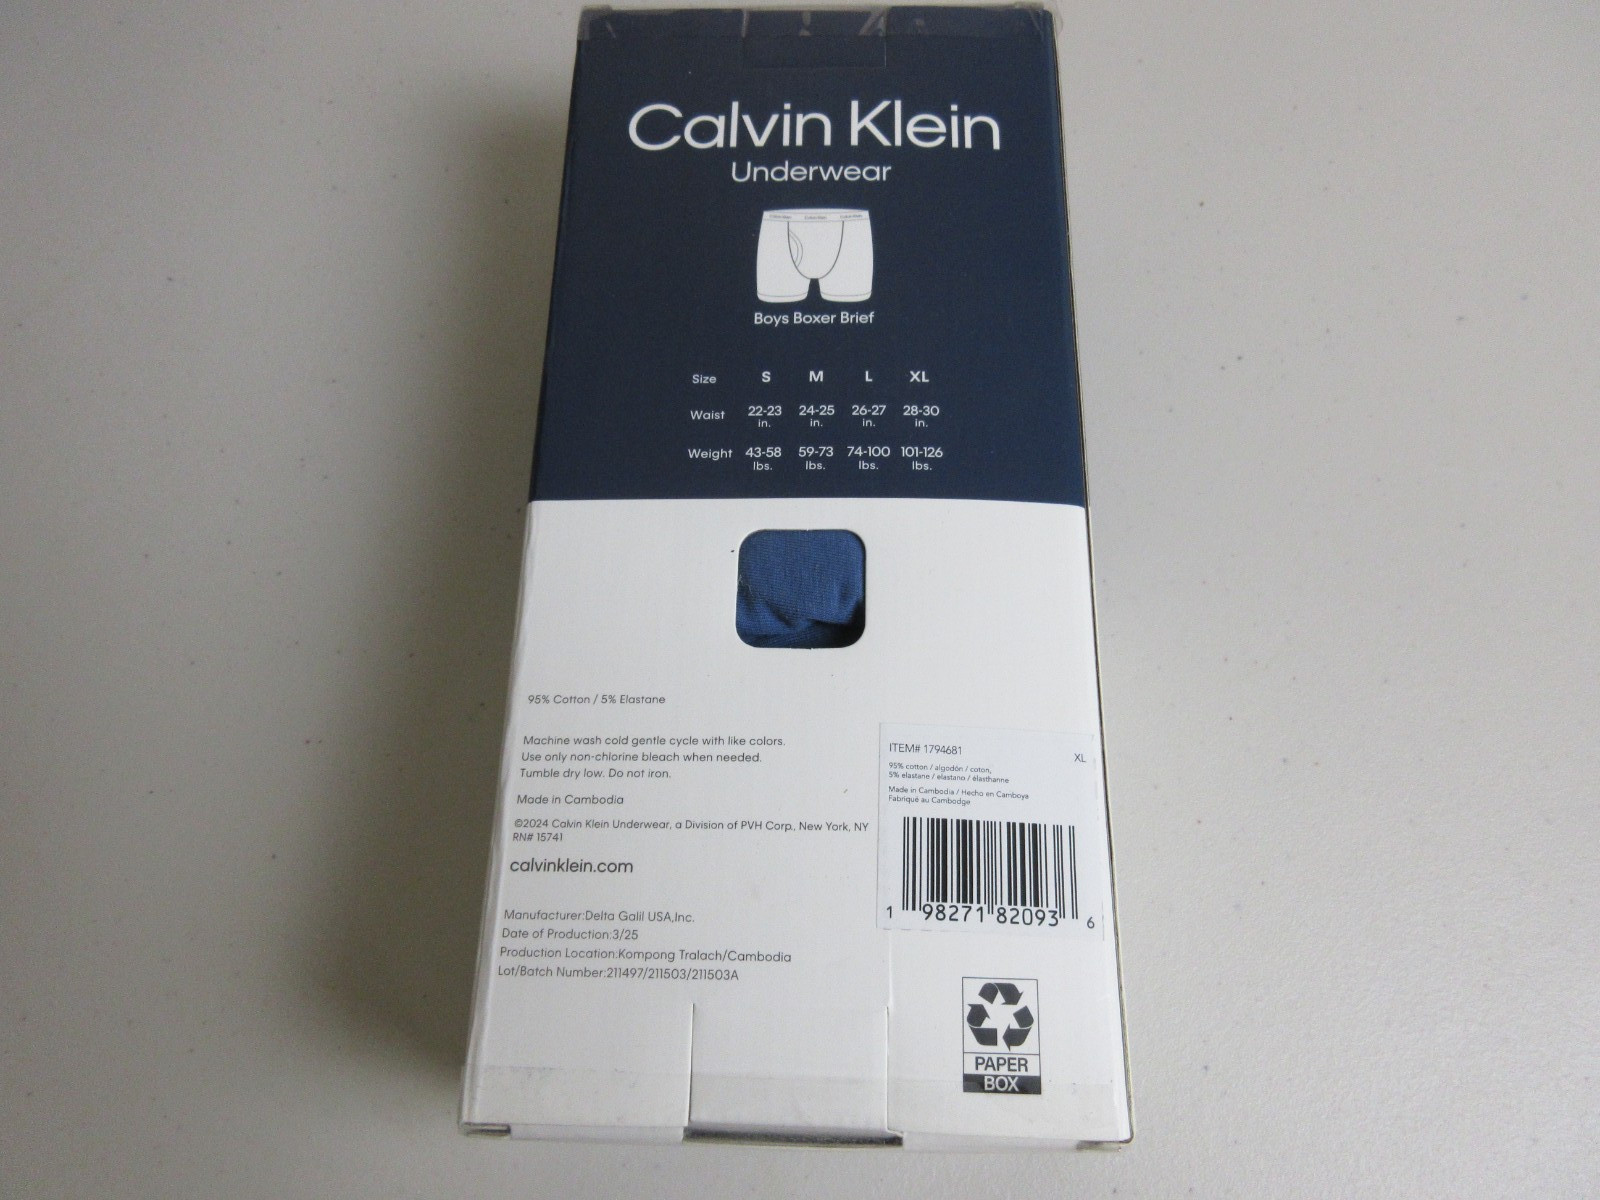 Calvin Klein
Underwear
Boys Boxer Brief
Size S M L XL
Waist 22-23 in. 24-25 in. 26-27 in. 28-30 in.
Weight 43-58 lbs. 59-73 lbs. 74-100 lbs. 101-126 lbs.
95% Cotton / 5% Elastane
Machine wash cold gentle cycle with like colors.
Use only non-chlorine bleach when needed.
Tumble dry low. Do not iron.
Made in Cambodia
©2024 Calvin Klein Underwear, a Division of PVH Corp., New York, NY
RN# 15741
calvinklein.com
Manufacturer:Delta Galil USA,Inc.
Date of Production:3/25
Production Location:Kompong Tralach/Cambodia
Lot/Batch Number:211497/211503/211503A
ITEM# 1794681
XL
95% cotton / algodón / coton,
5% elastane / elastano / élasthanne
Made in Cambodia / Hecho en Camboya
Fabriqué au Cambodge
1 98271 82093 6
PAPER
BOX